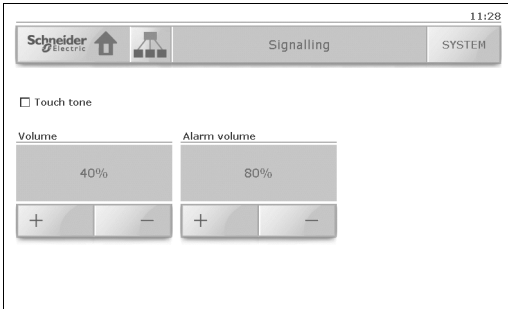 11:28
Schneider Electric
Signalling
SYSTEM
Touch tone
Volume
Alarm volume
40%
80%
+ − + −